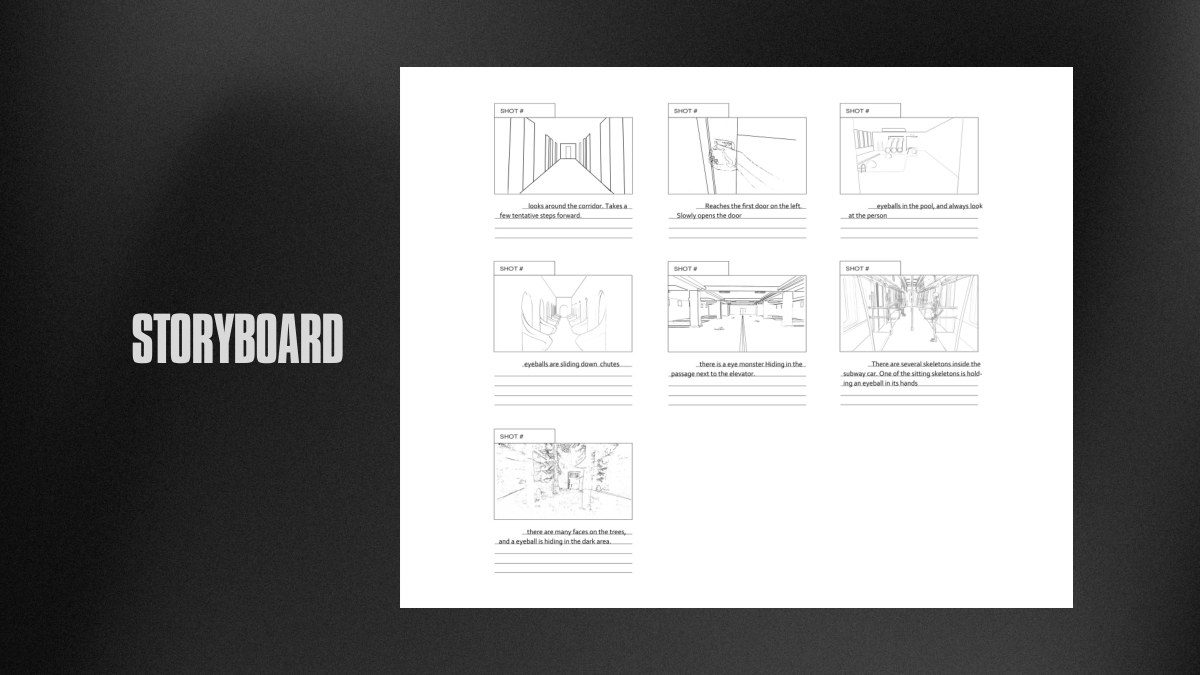 STORYBOARD
SHOT #
looks around the corridor. Takes a
few tentative steps forward.
SHOT #
Reaches the first door on the left.
Slowly opens the door
SHOT #
eyeballs in the pool, and always look
at the person
SHOT #
eyeballs are sliding down chutes
SHOT #
there is a eye monster Hiding in the
passage next to the elevator.
SHOT #
There are several skeletons inside the
subway car. One of the sitting skeletons is hold-
ing an eyeball in its hands
SHOT #
there are many faces on the trees,
and a eyeball is hiding in the dark area.